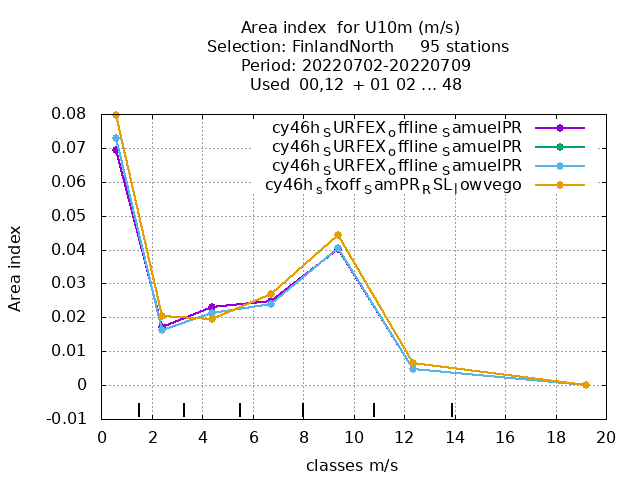 Area index  for U10m (m/s)
Selection: FinlandNorth     95 stations
Period: 20220702-20220709
Used  00,12  + 01 02 ... 48
cy46h_SURFEX_offline_SamuelPR
cy46h_SURFEX_offline_SamuelPR
cy46h_SURFEX_offline_SamuelPR
cy46h_sfxoff_SamPR_RSL_lowvego
Area index
0.08
0.07
0.06
0.05
0.04
0.03
0.02
0.01
0
-0.01
0 2 4 6 8 10 12 14 16 18 20
classes m/s